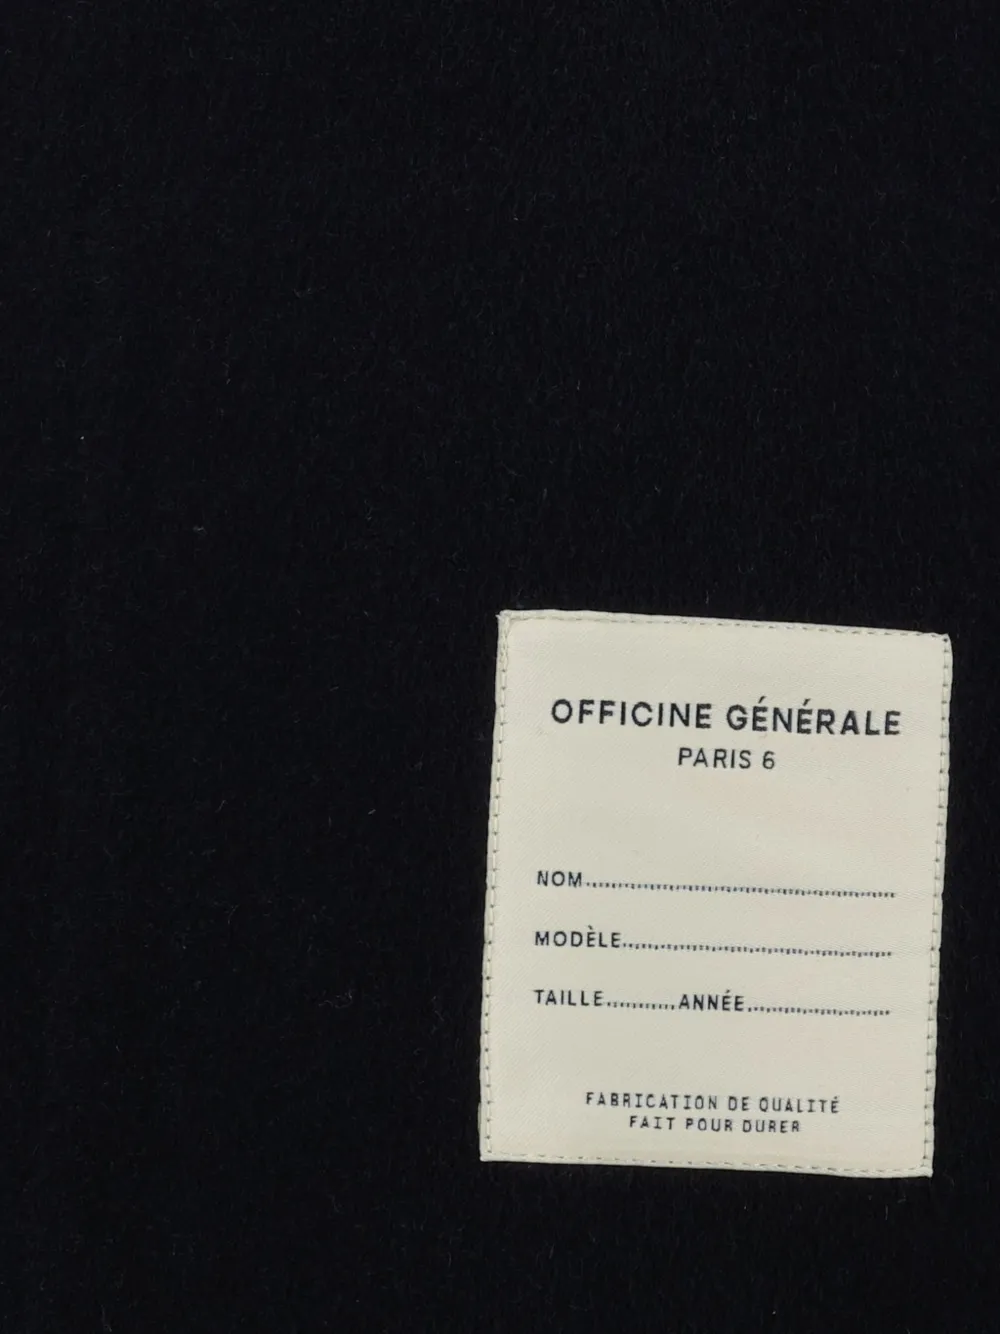 OFFICINE GÉNÉRALE
PARIS 6
NOM..............................
MODÈLE..............................
TAILLE...........ANNÉE....................
FABRICATION DE QUALITÉ
FAIT POUR DURER